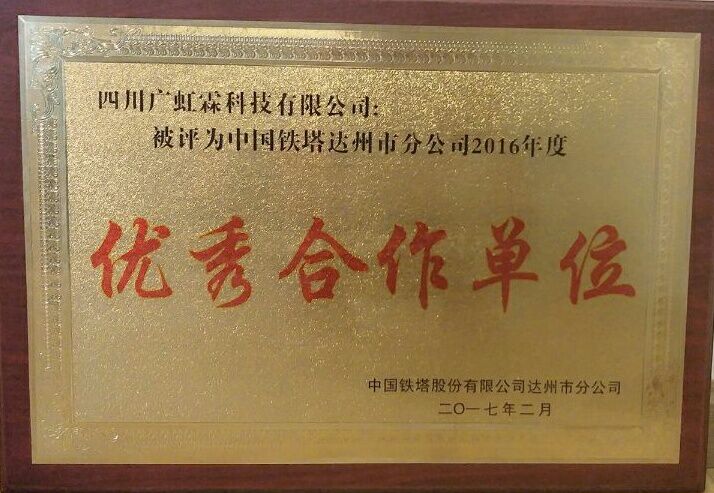 四川广虹霖科技有限公司:
被评为中国铁塔达州市分公司2016年度
优秀合作单位
中国铁塔股份有限公司达州市分公司
二〇一七年二月